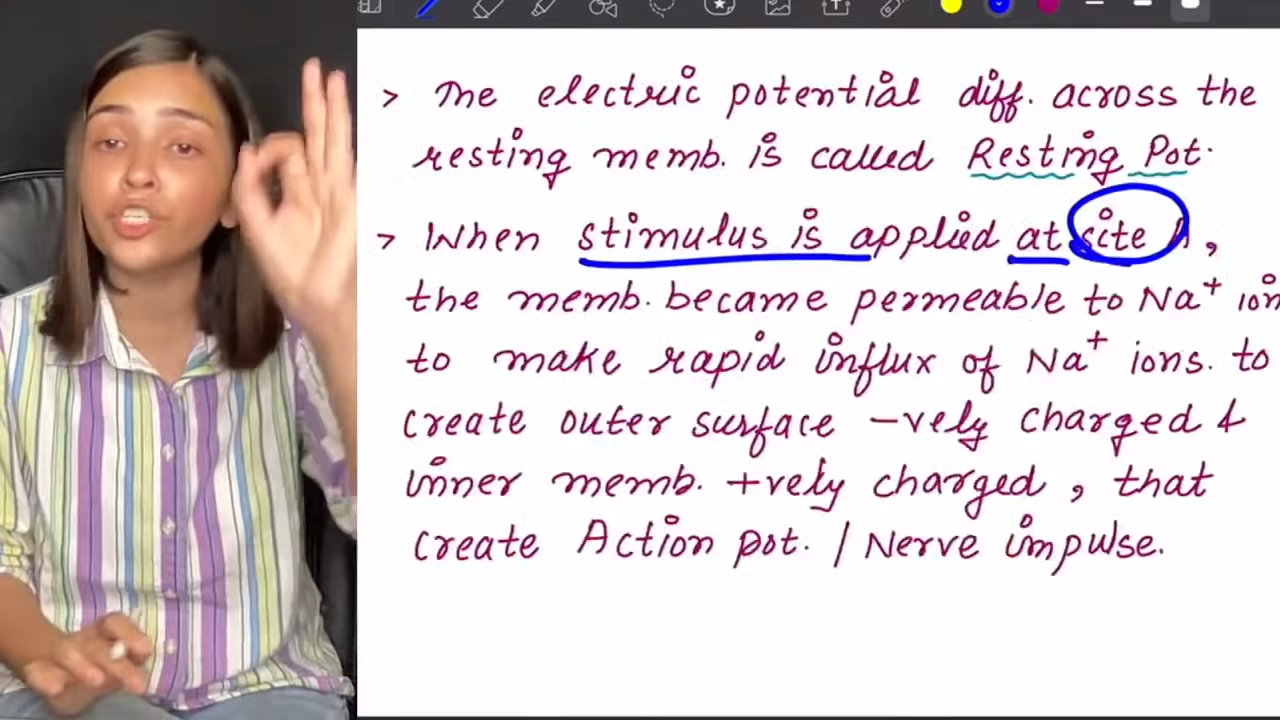 > The electric potential diff. across the
resting memb. is called Resting Pot.
> When stimulus is applied at site A,
the memb. became permeable to Na⁺ ion
to make rapid influx of Na⁺ ions. to
create outer surface -vely charged &
inner memb. +vely charged, that
create Action pot. / Nerve impulse.